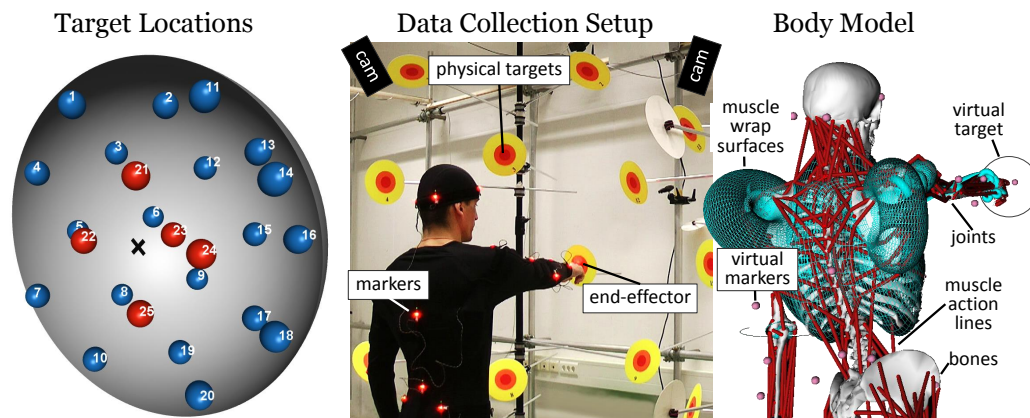 Target Locations
1
2
11
3
13
4
21
12
14
6
5
22
23
15
16
24
9
7
8
25
17
18
10
19
20
Data Collection Setup
cam
cam
physical targets
markers
end-effector
Body Model
muscle
wrap
surfaces
virtual
target
joints
virtual
markers
muscle
action
lines
bones